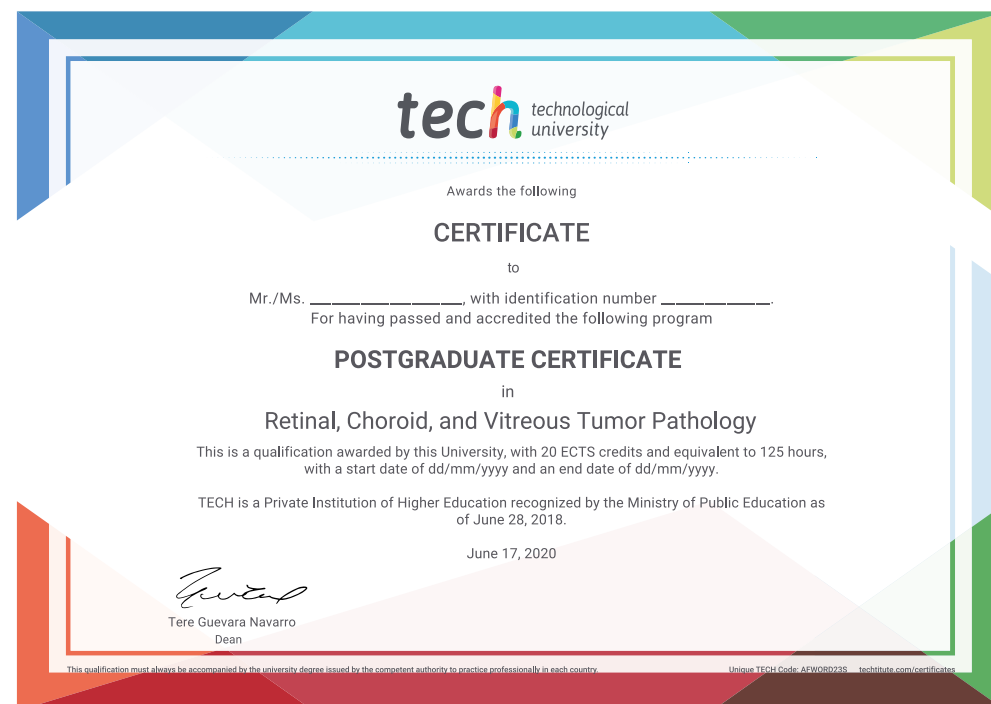 tech technological
university
Awards the following
CERTIFICATE
to
Mr./Ms. _______________, with identification number ___________.
For having passed and accredited the following program
POSTGRADUATE CERTIFICATE
in
Retinal, Choroid, and Vitreous Tumor Pathology
This is a qualification awarded by this University, with 20 ECTS credits and equivalent to 125 hours,
with a start date of dd/mm/yyyy and an end date of dd/mm/yyyy.
TECH is a Private Institution of Higher Education recognized by the Ministry of Public Education as
of June 28, 2018.
June 17, 2020
Tere Guevara Navarro
Dean
This qualification must always be accompanied by the university degree issued by the competent authority to practice professionally in each country.
Unique TECH Code: AFWORD23S techtitute.com/certificates